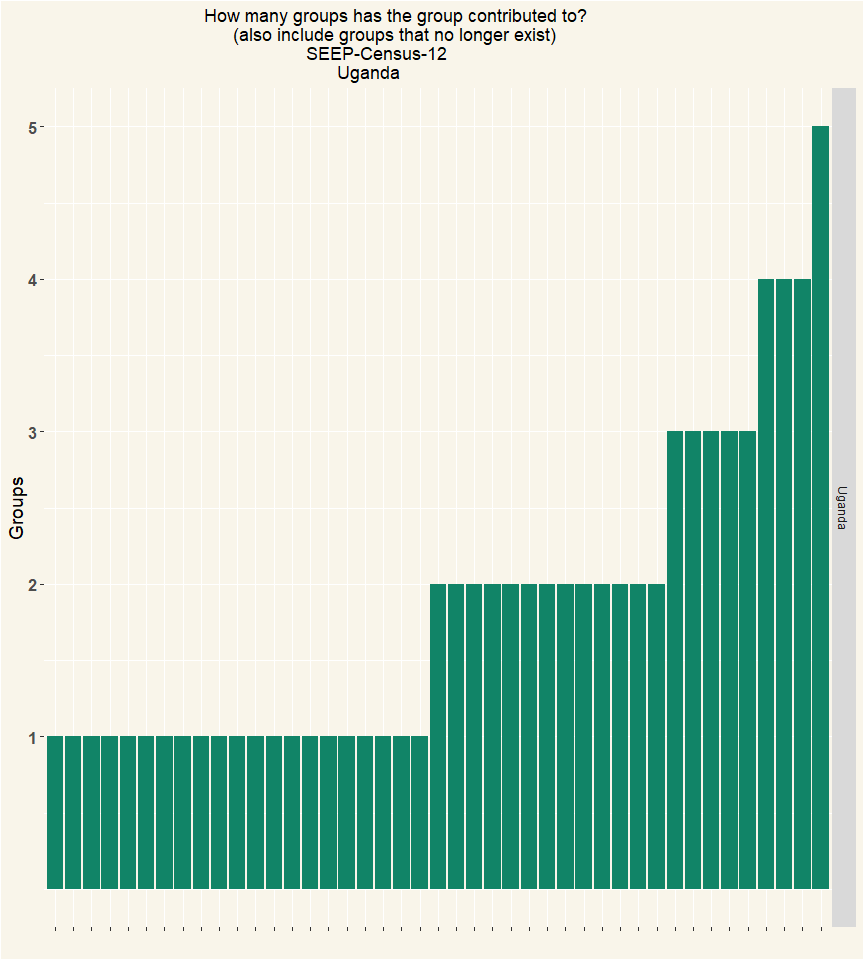 How many groups has the group contributed to?
(also include groups that no longer exist)
SEEP-Census-12
Uganda
5
4
3
2
1
Groups
Uganda